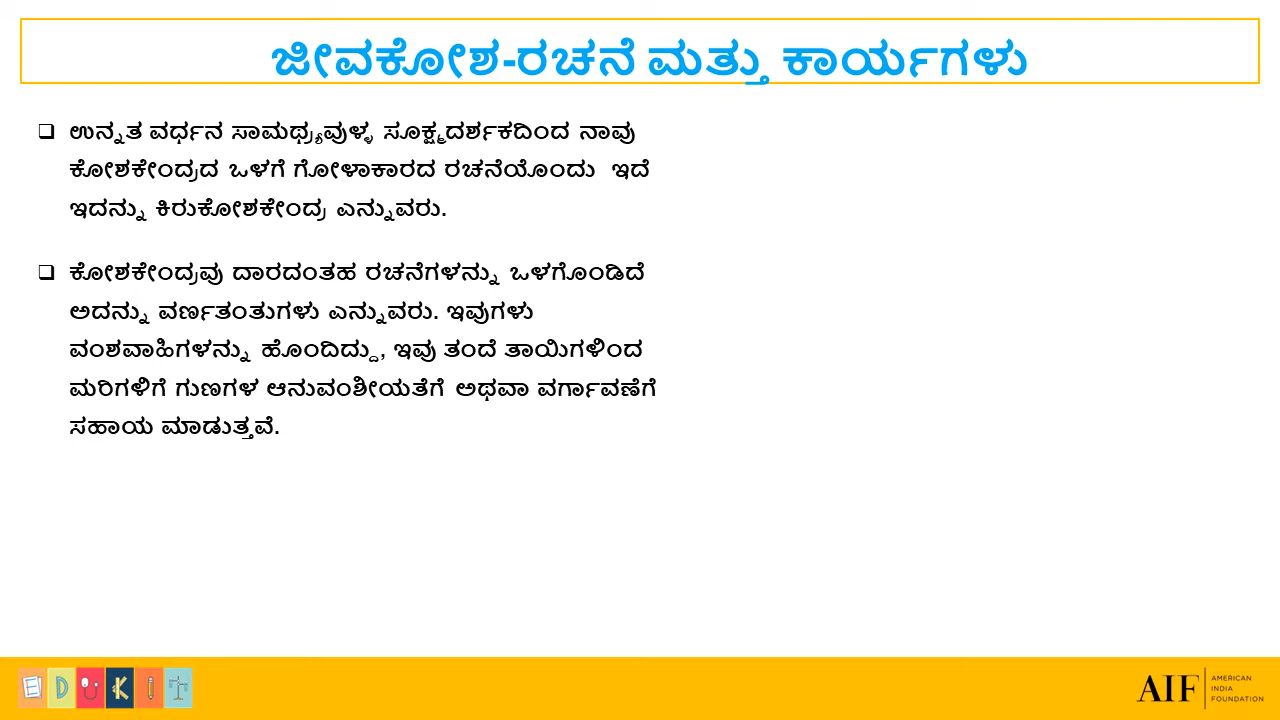 ಜೀವಕೋಶ-ರಚನೆ ಮತ್ತು ಕಾರ್ಯಗಳು
ಉನ್ನತ ವರ್ಧನ ಸಾಮರ್ಥ್ಯವುಳ್ಳ ಸೂಕ್ಷ್ಮದರ್ಶಕದಿಂದ ನಾವು
ಕೋಶಕೇಂದ್ರದ ಒಳಗೆ ಗೋಳಾಕಾರದ ರಚನೆಯೊಂದು ಇದೆ
ಇದನ್ನು ಕಿರುಕೋಶಕೇಂದ್ರ ಎನ್ನುವರು.
ಕೋಶಕೇಂದ್ರವು ದಾರದಂತಹ ರಚನೆಗಳನ್ನು ಒಳಗೊಂಡಿದೆ
ಅದನ್ನು ವರ್ಣತಂತುಗಳು ಎನ್ನುವರು. ಇವುಗಳು
ವಂಶವಾಹಿಗಳನ್ನು ಹೊಂದಿದ್ದು, ಇವು ತಂದೆ ತಾಯಿಗಳಿಂದ
ಮರಿಗಳಿಗೆ ಗುಣಗಳ ಆನುವಂಶೀಯತೆಗೆ ಅಥವಾ ವರ್ಗಾವಣೆಗೆ
ಸಹಾಯ ಮಾಡುತ್ತವೆ.
EDUKIT
AIF
AMERICAN
INDIA
FOUNDATION